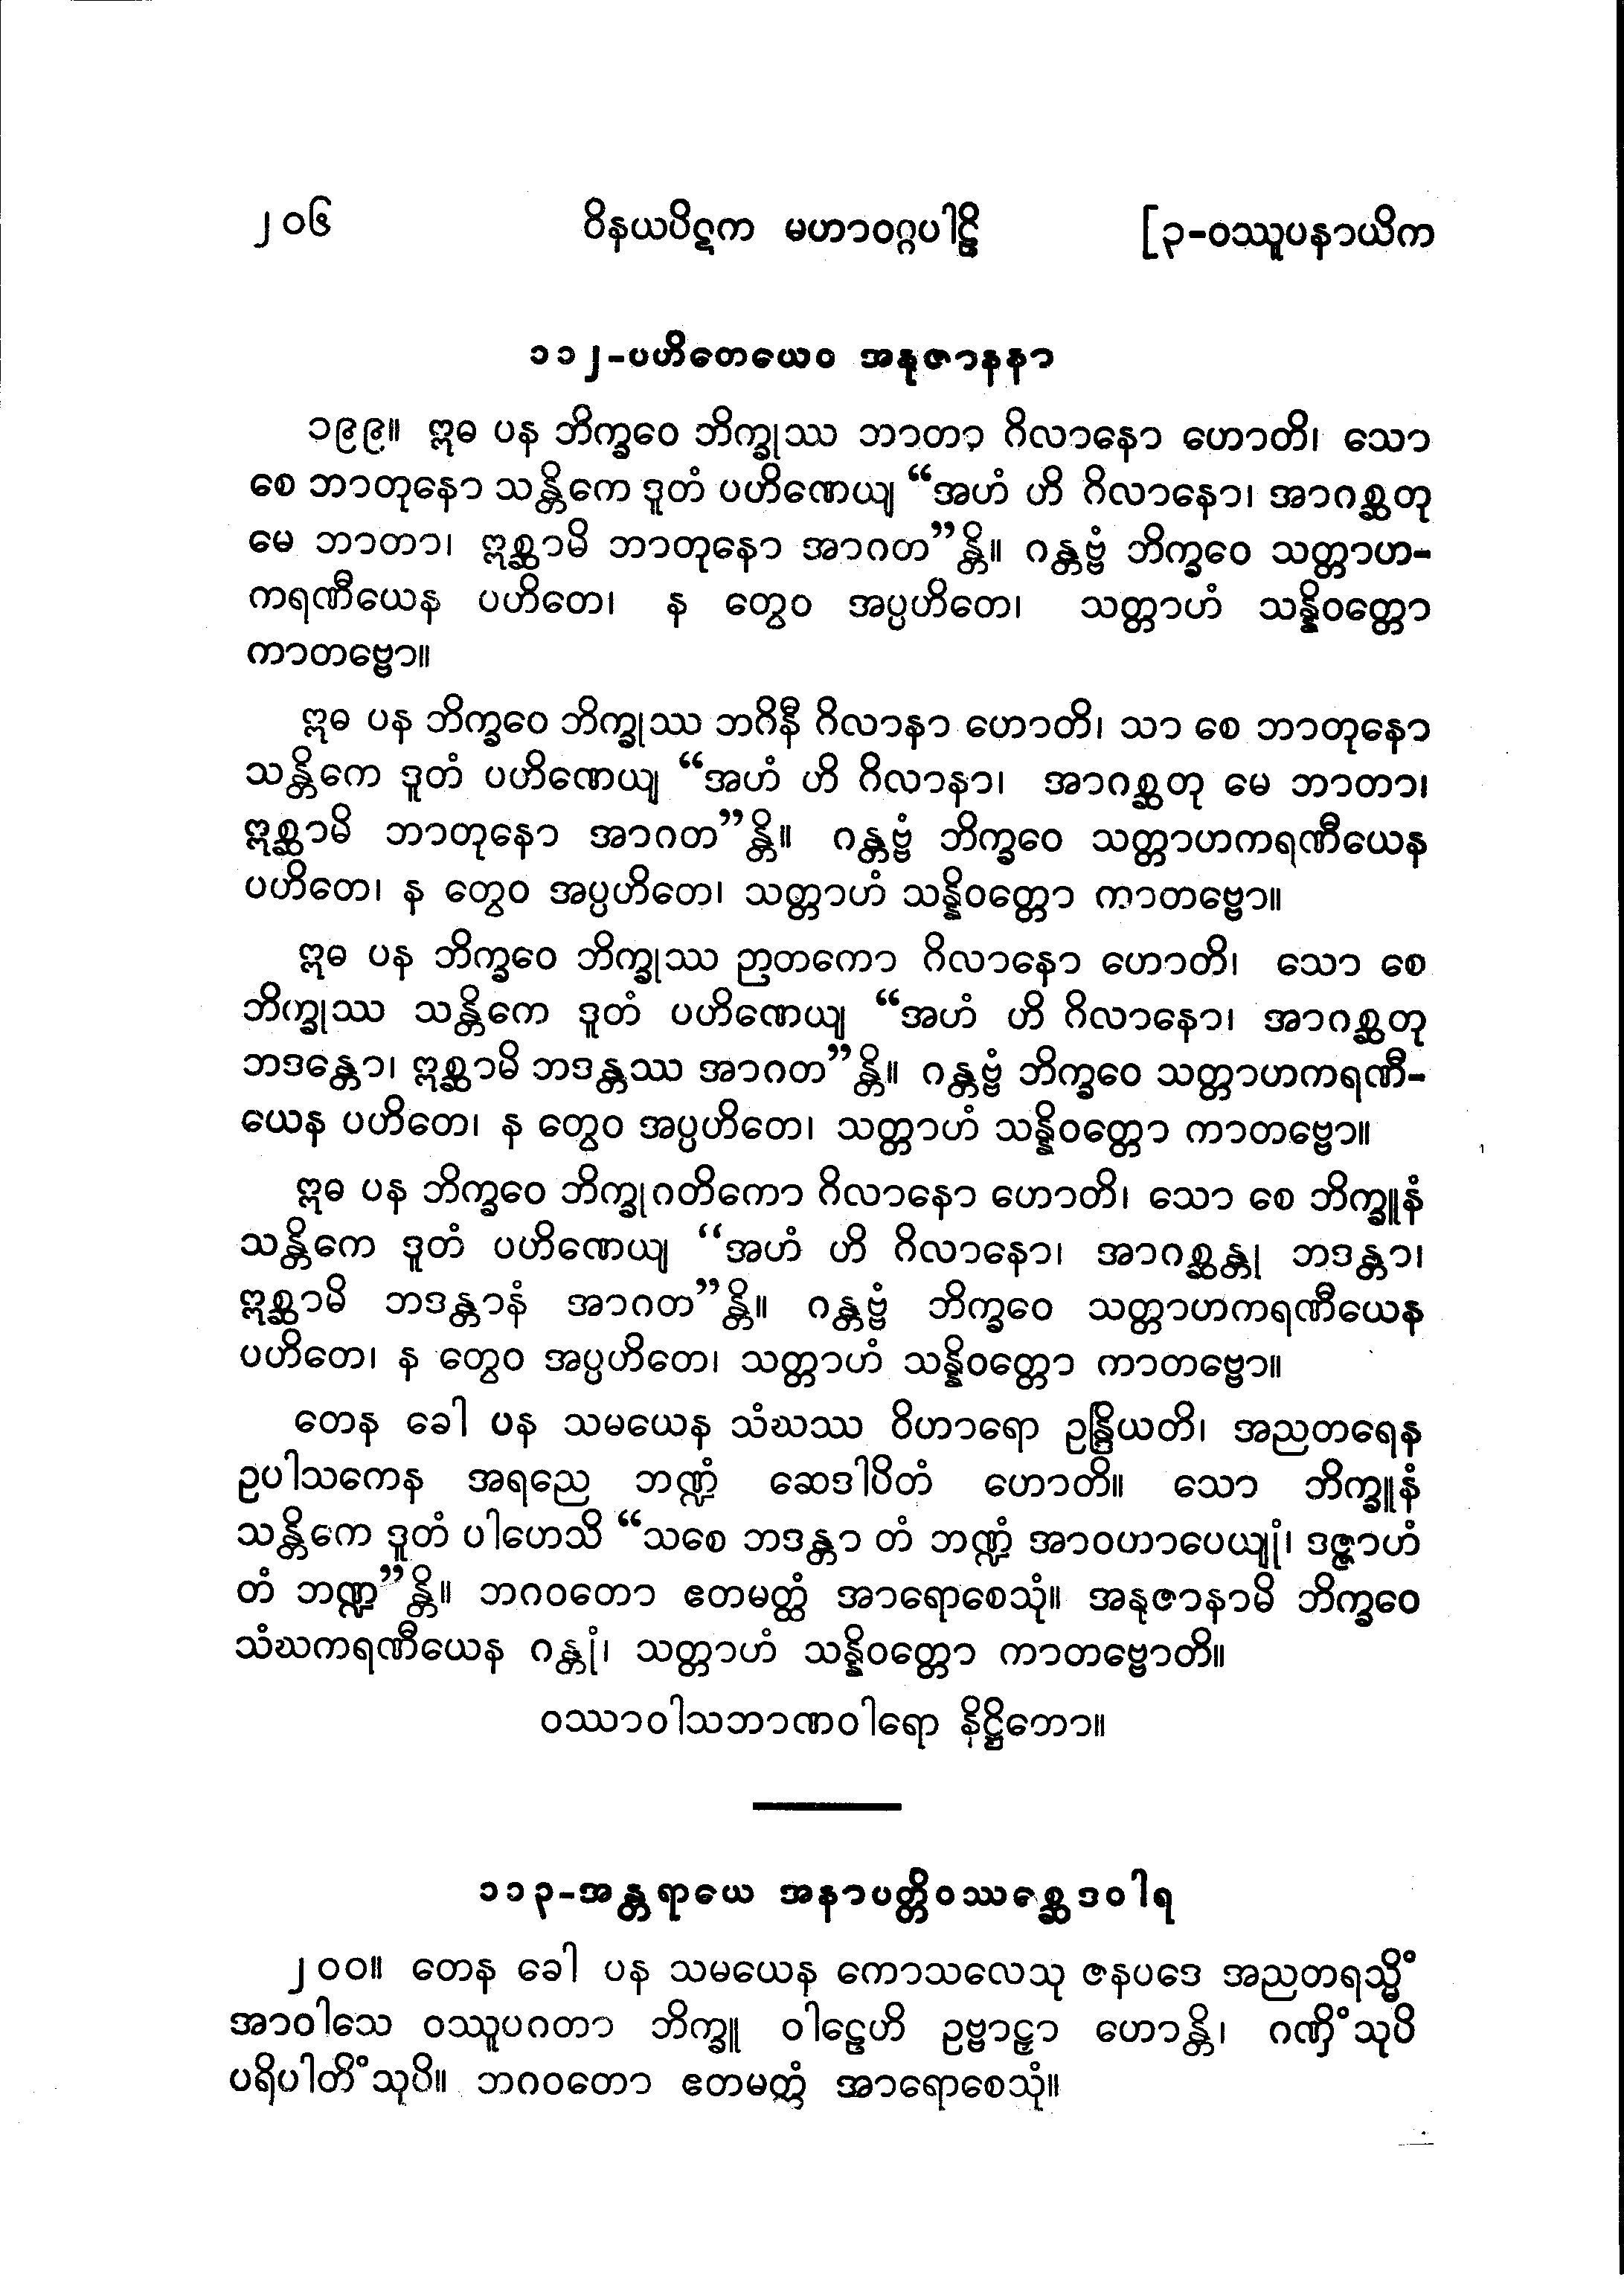 ၂၀၆ ဝိနယပိဋက မဟာဝဂ္ဂပါဠိ [၃-ဝဿူပနာယိက
၁၁၂-ပဟိတေယေဝ အနုဇာနနာ
၁၉၉။ ဣဓ ပန ဘိက္ခဝေ ဘိက္ခုဿ ဘာတာ ဂိလာနော ဟောတိ၊ သော
စေ ဘာတုနော သန္တိကေ ဒူတံ ပဟိဏေယျ “အဟံ ဟိ ဂိလာနော၊ အာဂစ္ဆတု
မေ ဘာတာ၊ ဣစ္ဆာမိ ဘာတုနော အာဂတ”န္တိ။ ဂန္တဗ္ဗံ ဘိက္ခဝေ သတ္တာဟ-
ကရဏီယေန ပဟိတေ၊ န တွေဝ အပ္ပဟိတေ၊ သတ္တာဟံ သန္နိဝတ္တော
ကာတဗ္ဗော။
ဣဓ ပန ဘိက္ခဝေ ဘိက္ခုဿ ဘဂိနီ ဂိလာနာ ဟောတိ၊ သာ စေ ဘာတုနော
သန္တိကေ ဒူတံ ပဟိဏေယျ “အဟံ ဟိ ဂိလာနာ၊ အာဂစ္ဆတု မေ ဘာတာ၊
ဣစ္ဆာမိ ဘာတုနော အာဂတ”န္တိ။ ဂန္တဗ္ဗံ ဘိက္ခဝေ သတ္တာဟကရဏီယေန
ပဟိတေ၊ န တွေဝ အပ္ပဟိတေ၊ သတ္တာဟံ သန္နိဝတ္တော ကာတဗ္ဗော။
ဣဓ ပန ဘိက္ခဝေ ဘိက္ခုဿ ဉာတကော ဂိလာနော ဟောတိ၊ သော စေ
ဘိက္ခုဿ သန္တိကေ ဒူတံ ပဟိဏေယျ “အဟံ ဟိ ဂိလာနော၊ အာဂစ္ဆတု
ဘဒန္တော၊ ဣစ္ဆာမိ ဘဒန္တဿ အာဂတ”န္တိ။ ဂန္တဗ္ဗံ ဘိက္ခဝေ သတ္တာဟကရဏီ-
ယေန ပဟိတေ၊ န တွေဝ အပ္ပဟိတေ၊ သတ္တာဟံ သန္နိဝတ္တော ကာတဗ္ဗော။
ဣဓ ပန ဘိက္ခဝေ ဘိက္ခုဂတိကော ဂိလာနော ဟောတိ၊ သော စေ ဘိက္ခူနံ
သန္တိကေ ဒူတံ ပဟိဏေယျ “အဟံ ဟိ ဂိလာနော၊ အာဂစ္ဆန္တု ဘဒန္တာ၊
ဣစ္ဆာမိ ဘဒန္တာနံ အာဂတ”န္တိ။ ဂန္တဗ္ဗံ ဘိက္ခဝေ သတ္တာဟကရဏီယေန
ပဟိတေ၊ န တွေဝ အပ္ပဟိတေ၊ သတ္တာဟံ သန္နိဝတ္တော ကာတဗ္ဗော။
တေန ခေါ ပန သမယေန သံဃဿ ဝိဟာရော ဥန္ဒြိယတိ၊ အညတရေန
ဥပါသကေန အရညေ ဘဏ္ဍံ ဆေဒါပိတံ ဟောတိ။ သော ဘိက္ခူနံ
သန္တိကေ ဒူတံ ပါဟေသိ “သစေ ဘဒန္တာ တံ ဘဏ္ဍံ အာဝဟာပေယျုံ၊ ဒဇ္ဇာဟံ
တံ ဘဏ္ဍ”န္တိ။ ဘဂဝတော ဧတမတ္ထံ အာရောစေသုံ။ အနုဇာနာမိ ဘိက္ခဝေ
သံဃကရဏီယေန ဂန္တုံ၊ သတ္တာဟံ သန္နိဝတ္တော ကာတဗ္ဗောတိ။
ဝဿာဝါသဘာဏဝါရော နိဋ္ဌိတော။
၁၁၃-အန္တရာယေ အနာပတ္တိဝဿစ္ဆေဒဝါရ
၂၀၀။ တေန ခေါ ပန သမယေန ကောသလေသု ဇနပဒေ အညတရသ္မိံ
အာဝါသေ ဝဿူပဂတာ ဘိက္ခူ ဝါဠေဟိ ဥဗ္ဗာဠှာ ဟောန္တိ၊ ဂဏှိံသုပိ
ပရိပါတိံသုပိ။ ဘဂဝတော ဧတမတ္ထံ အာရောစေသုံ။